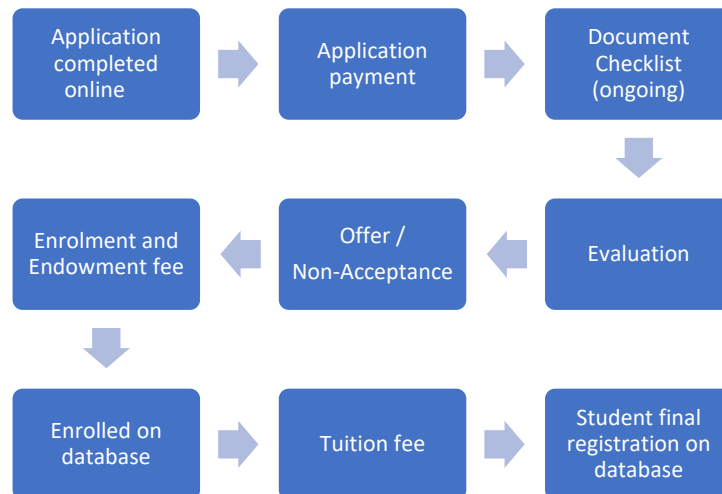 Application
completed
online
Application
payment
Document
Checklist
(ongoing)
Evaluation
Offer /
Non-Acceptance
Enrolment and
Endowment fee
Enrolled on
database
Tuition fee
Student final
registration on
database